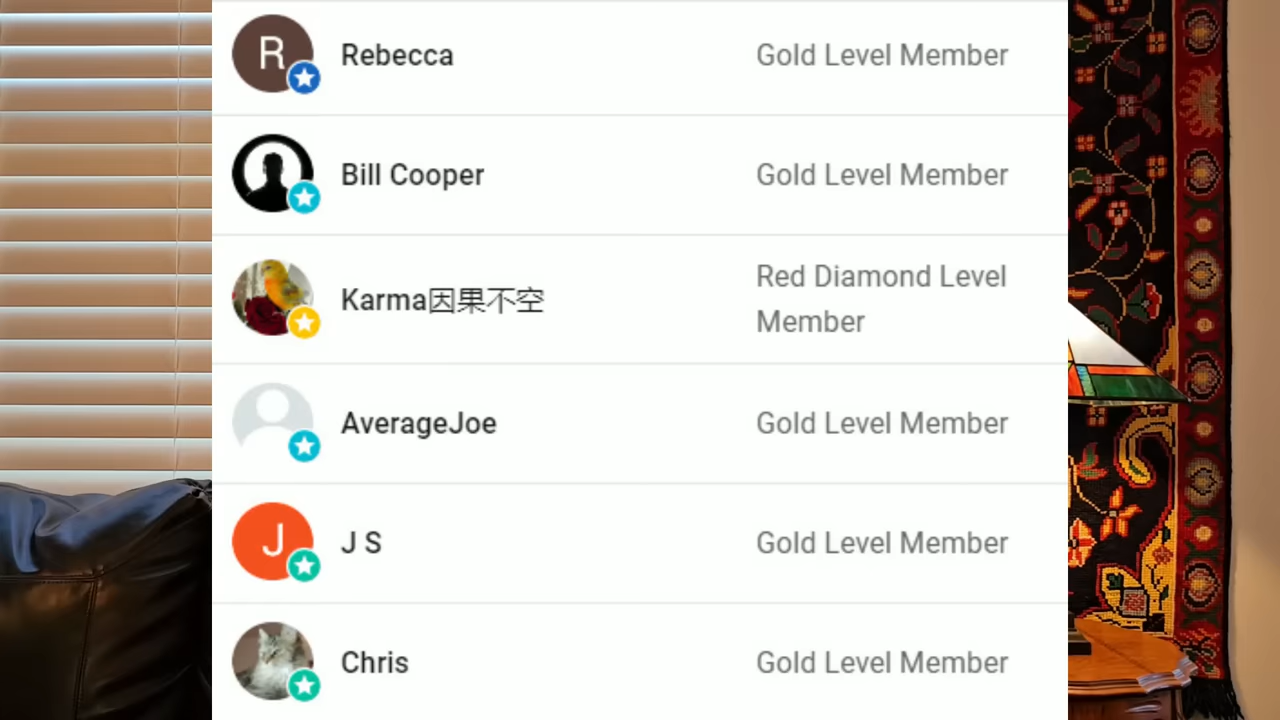 R Rebecca Gold Level Member
Bill Cooper Gold Level Member
Karma因果不空 Red Diamond Level
Member
AverageJoe Gold Level Member
J J S Gold Level Member
Chris Gold Level Member